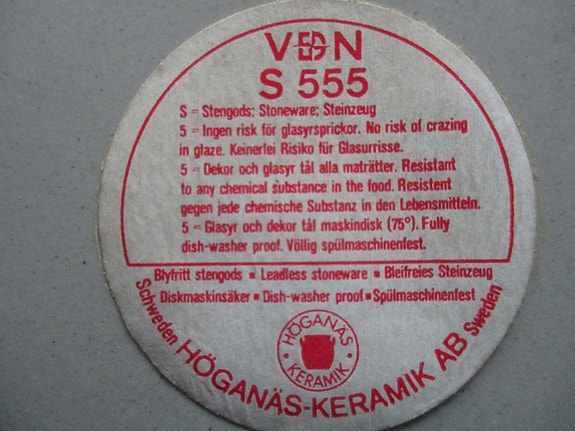 VDN
S 555
S = Stengods; Stoneware; Steinzeug
5 = Ingen risk för glasyrsprickor. No risk of crazing
in glaze. Keinerlei Risiko für Glasurrisse.
5 = Dekor och glasyr tål alla maträtter. Resistant
to any chemical substance in the food. Resistent
gegen jede chemische Substanz in den Lebensmitteln.
5 = Glasyr och dekor tål maskindisk (75°). Fully
dish-washer proof. Völlig spülmaschinenfest.
Blyfritt stengods ▪ Leadless stoneware ▪ Bleifreies Steinzeug
Diskmaskinsäker ▪ Dish-washer proof ▪ Spülmaschinenfest
HÖGANÄS
KERAMIK
Schweden HÖGANÄS-KERAMIK AB Sweden